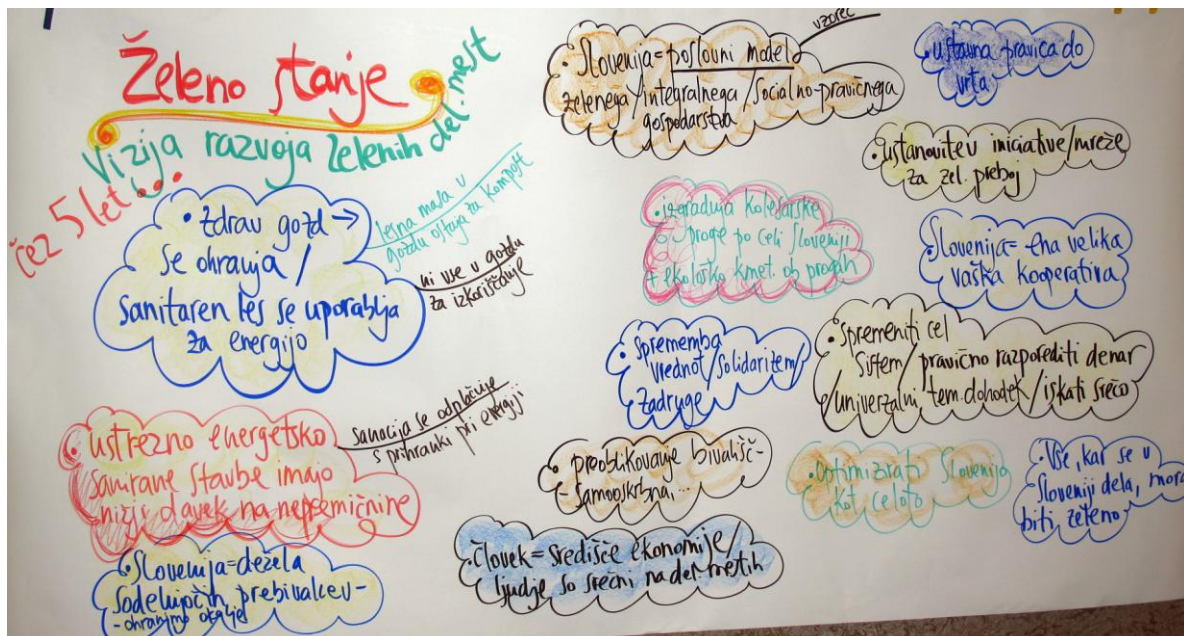 Želeno stanje
Vizija razvoja zelenih del. mest
čez 5 let...
• Zdrav gozd →
se ohranja /
Sanitaren les se uporablja
za energijo
lesna masa v
gozdu ostaja za kompost
ni vse v gozdu
za izkoriščanje
• ustrezno energetsko
sanirane stavbe imajo
nižji davek na nepremičnine
Sanacija se odplačuje
s prihranki pri energiji
• Slovenija = dežela
sodelujočih prebivalcev -
- ohranimo okolje
• Slovenija = poslovni model
zelenega / integralnega / socialno-pravičnega
gospodarstva
vzorec
• izgradnja kolesarske
proge po celi Sloveniji
+ ekološko kmet. ob progah
• Sprememba
vrednot / solidaritem /
zadruge
• preoblikovanje bivališč -
- Samooskrbna,...
• človek = središče ekonomije /
ljudje so srečni na del. mestih
• ustavna pravica do
vrta
• ustanovitev iniciative / mreže
za zel. preboj
• Slovenija = ena velika
vaška kooperativa
• Spremeniti cel
sistem / pravično razporediti denar
/ univerzalni tem. dohodek / iskati srečo
• optimizirati Slovenijo
kot celoto
• Vse, kar se v
Sloveniji dela, mora
biti zeleno